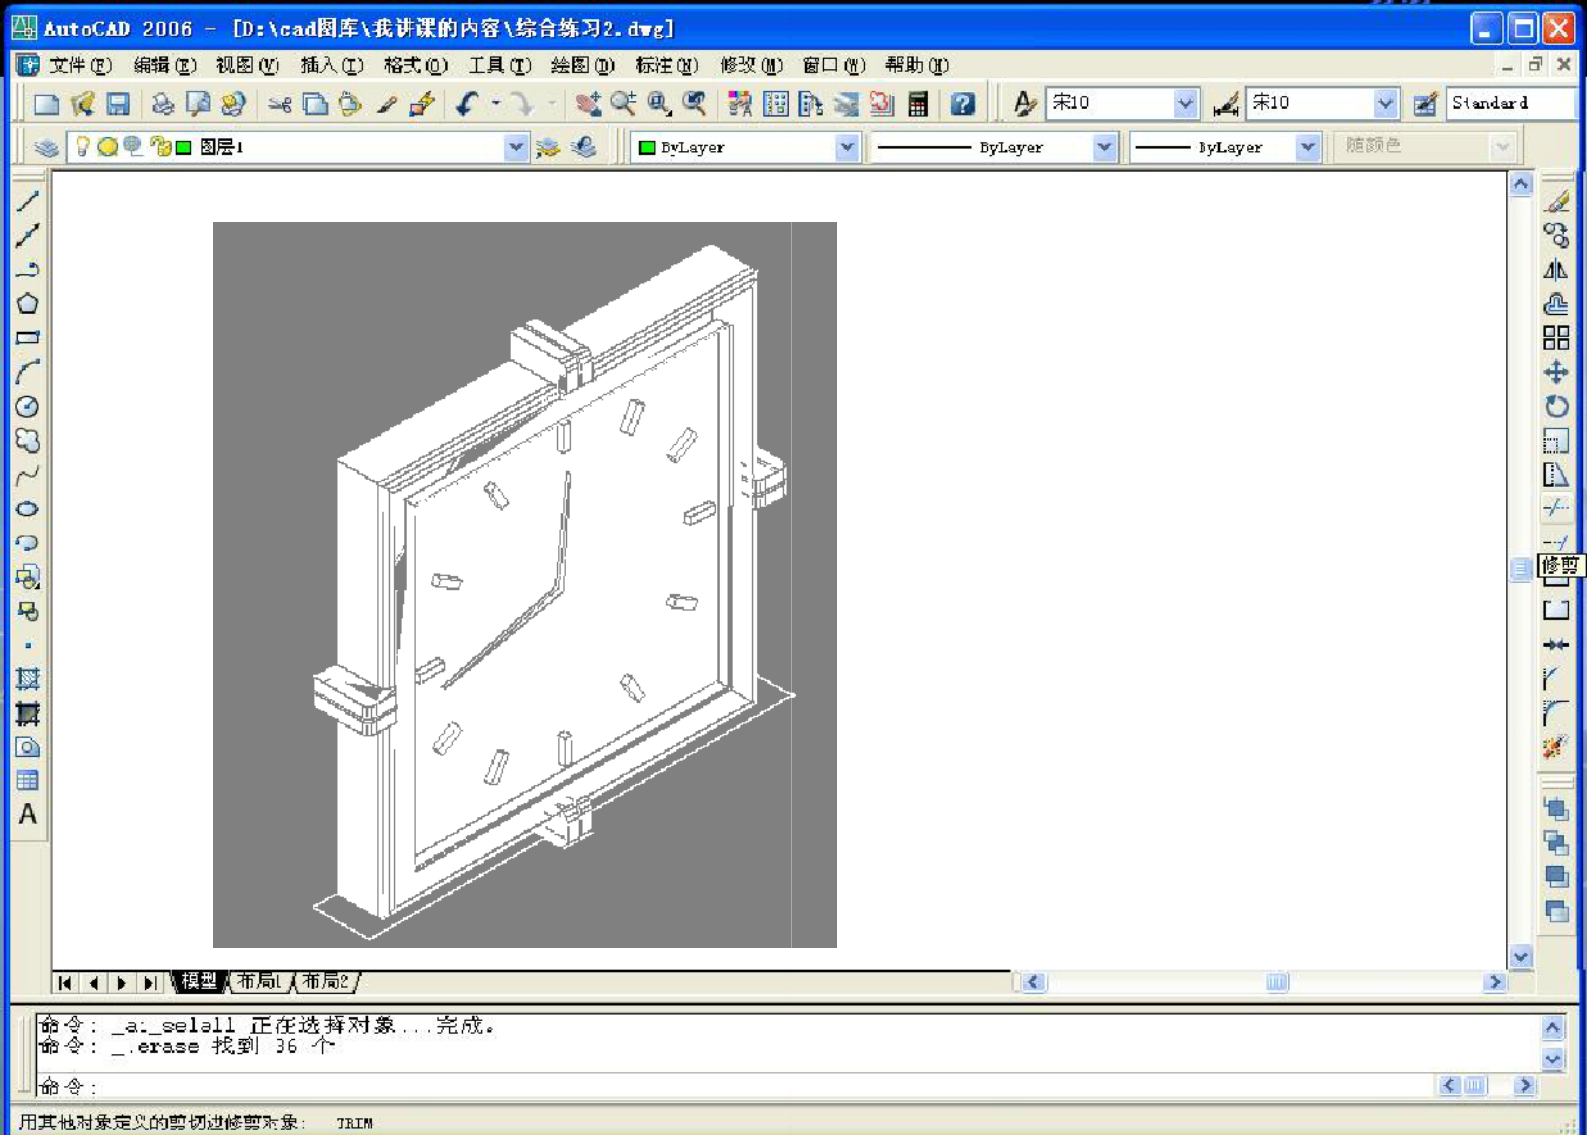 AutoCAD 2006 - [D:\cad图库\我讲课的内容\综合练习2.dwg]
文件(F) 编辑(E) 视图(V) 插入(I) 格式(O) 工具(T) 绘图(D) 标注(N) 修改(M) 窗口(W) 帮助(H)
宋10 宋10 Standard
图层1 ByLayer ByLayer ByLayer 随颜色
A
修剪
模型 布局1 布局2
命令: _ai_selall 正在选择对象...完成。
命令: _.erase 找到 36 个
命令:
用其他对象定义的剪切边修剪对象: TRIM